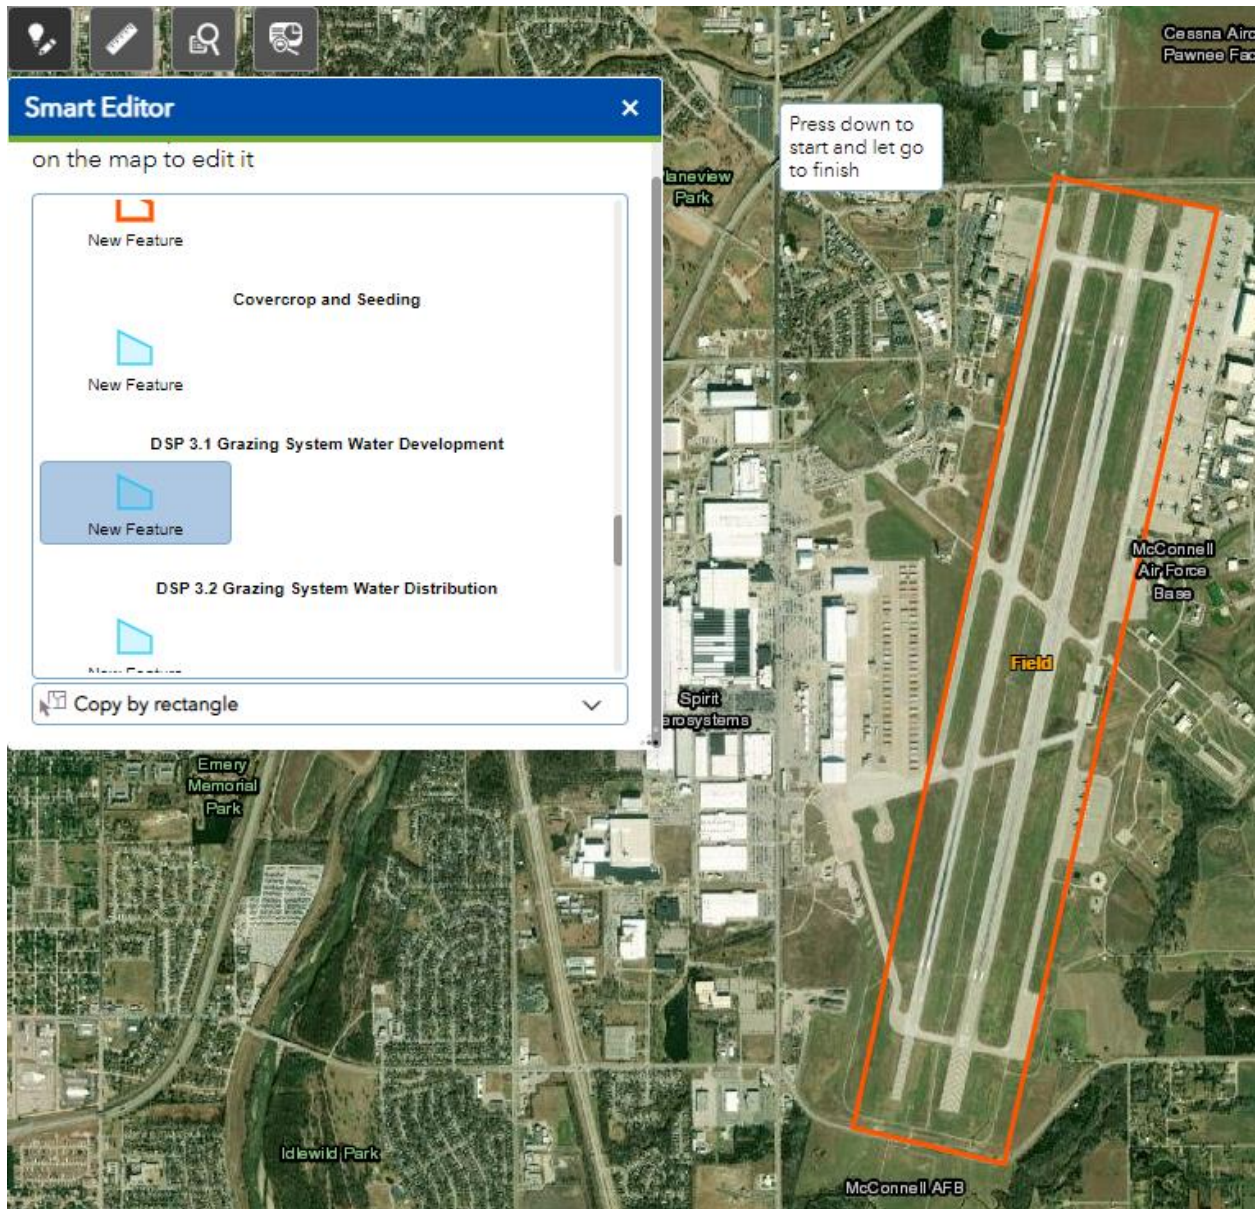 Smart Editor
on the map to edit it
New Feature
Covercrop and Seeding
New Feature
DSP 3.1 Grazing System Water Development
New Feature
DSP 3.2 Grazing System Water Distribution
Copy by rectangle
Press down to
start and let go
to finish
Cessna Airc
Pawnee Fac
laneview
Park
McConnell
Air Force
Base
Field
Spirit
erosystems
Emery
Memorial
Park
Idlewild Park
McConnell AFB